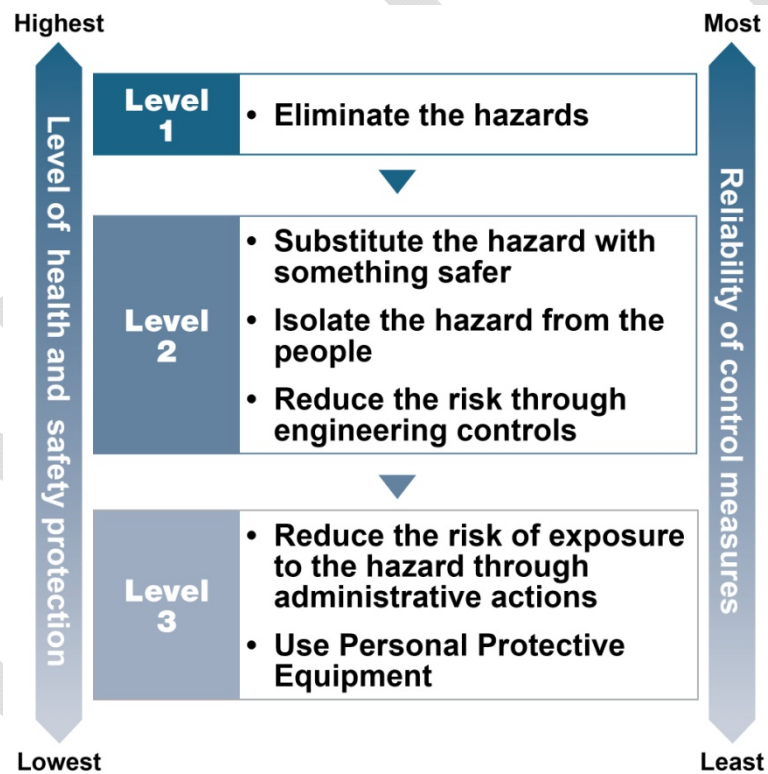 Highest
Most
Level of health and safety protection
Reliability of control measures
Level
1
• Eliminate the hazards
Level
2
• Substitute the hazard with
something safer
• Isolate the hazard from the
people
• Reduce the risk through
engineering controls
Level
3
• Reduce the risk of exposure
to the hazard through
administrative actions
• Use Personal Protective
Equipment
Lowest
Least